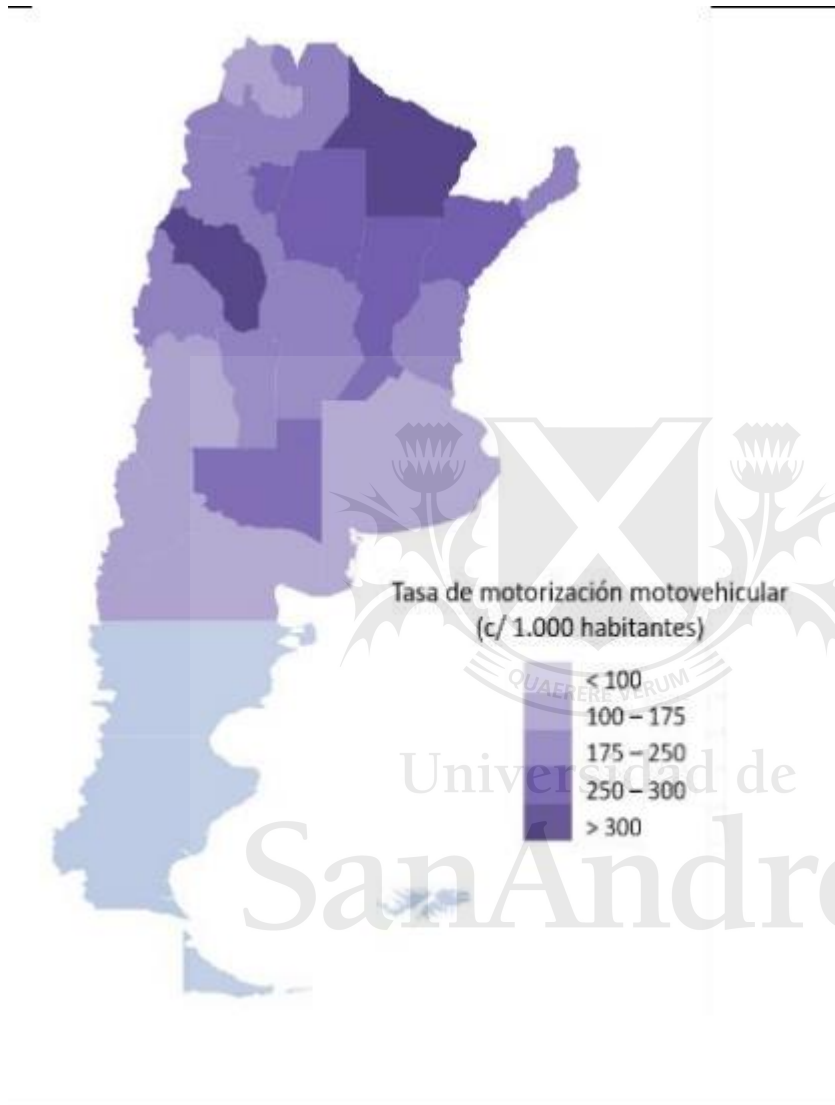 Tasa de motorización motovehicular
(c/ 1.000 habitantes)
< 100
100 – 175
175 – 250
250 – 300
> 300
QUAERERE VERUM
Universidad de
SanAndre